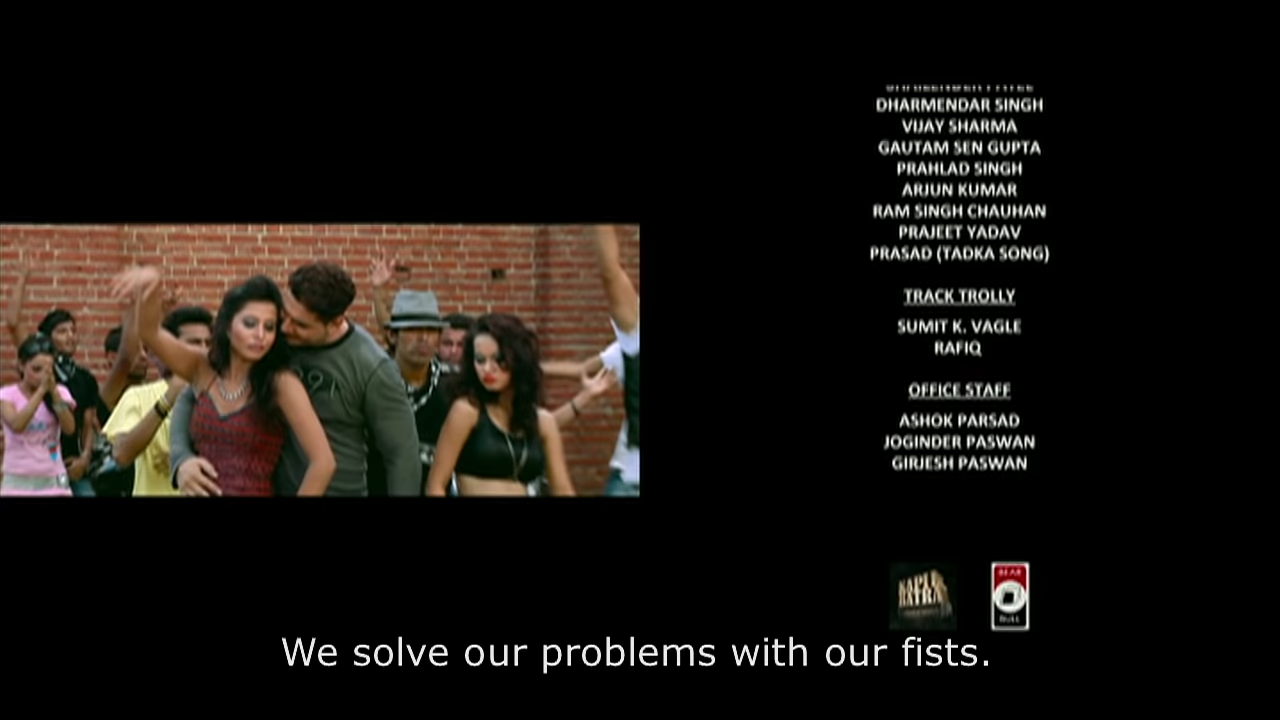 DHARMENDAR SINGH
VIJAY SHARMA
GAUTAM SEN GUPTA
PRAHLAD SINGH
ARJUN KUMAR
RAM SINGH CHAUHAN
PRAJEET YADAV
PRASAD (TADKA SONG)
TRACK TROLLY
SUMIT K. VAGLE
RAFIQ
OFFICE STAFF
ASHOK PARSAD
JOGINDER PASWAN
GIRJESH PASWAN
We solve our problems with our fists.